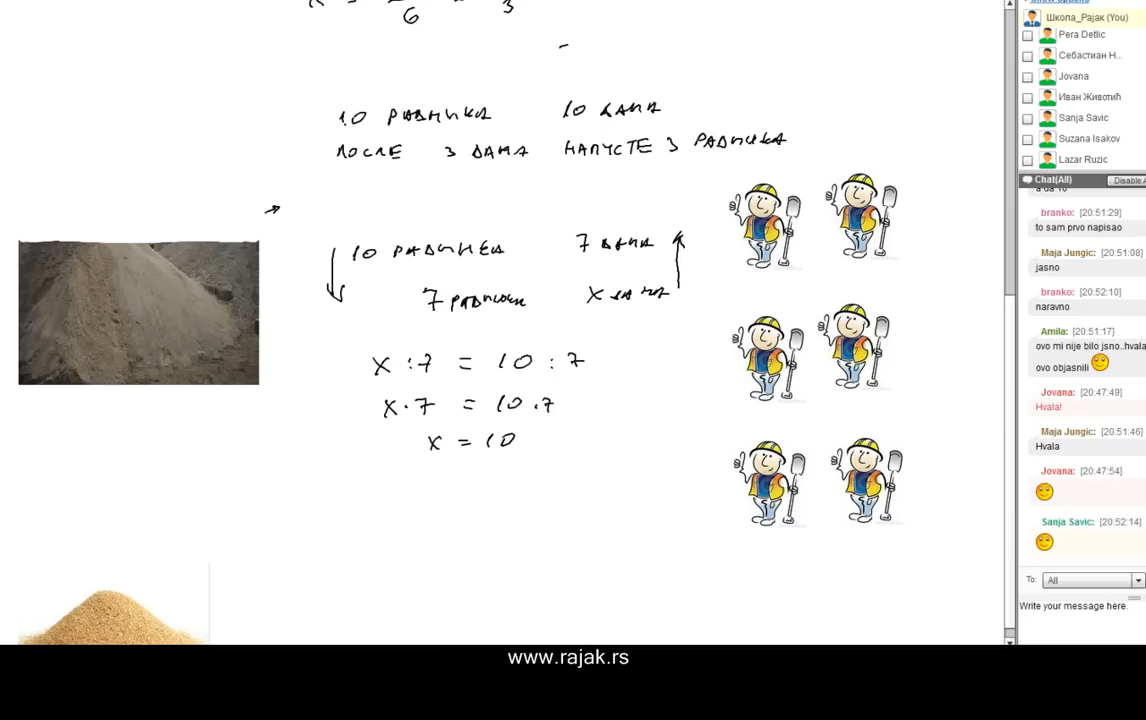 6 3
10 РАДНИКА 10 ДАНА
ПОСЛЕ 3 ДАНА НАПУСТЕ 3 РАДНИКА
10 РАДНИКА 7 ДАНА
7 РАДНИКА X ДАНА
X : 7 = 10 : 7
X · 7 = 10 · 7
X = 10
Школа_Рајак (You)
Pera Detlic
Себастиан Н...
Jovana
Иван Животић
Sanja Savic
Suzana Isakov
Lazar Ruzic
Chat(All)
branko: [20:51:29]
to sam prvo napisao
Maja Jungic: [20:51:08]
jasno
branko: [20:52:10]
naravno
Amila: [20:51:17]
ovo mi nije bilo jsno..hvala
ovo objasnili
Jovana: [20:47:49]
Hvala!
Maja Jungic: [20:51:46]
Hvala
Jovana: [20:47:54]
Sanja Savic: [20:52:14]
To: All
Write your message here.
www.rajak.rs